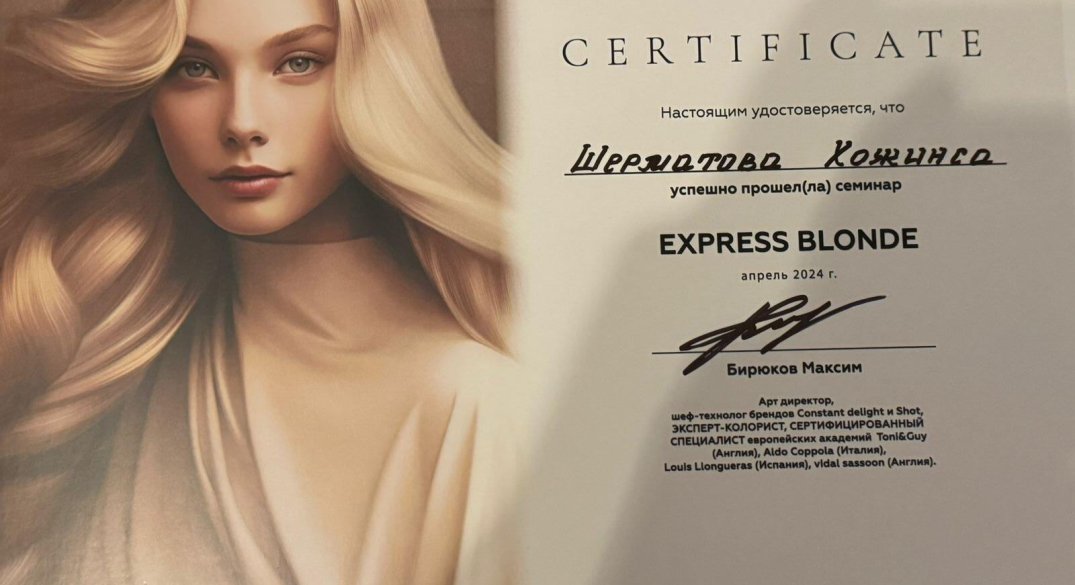 CERTIFICATE
Настоящим удостоверяется, что
Шерматова Хожинса
успешно прошел(ла) семинар
EXPRESS BLONDE
апрель 2024 г.
Бирюков Максим
Арт директор,
шеф-технолог брендов Constant delight и Shot,
ЭКСПЕРТ-КОЛОРИСТ, СЕРТИФИЦИРОВАННЫЙ
СПЕЦИАЛИСТ европейских академий Toni&Guy
(Англия), Aldo Coppola (Италия),
Louis Llongueras (Испания), vidal sassoon (Англия).